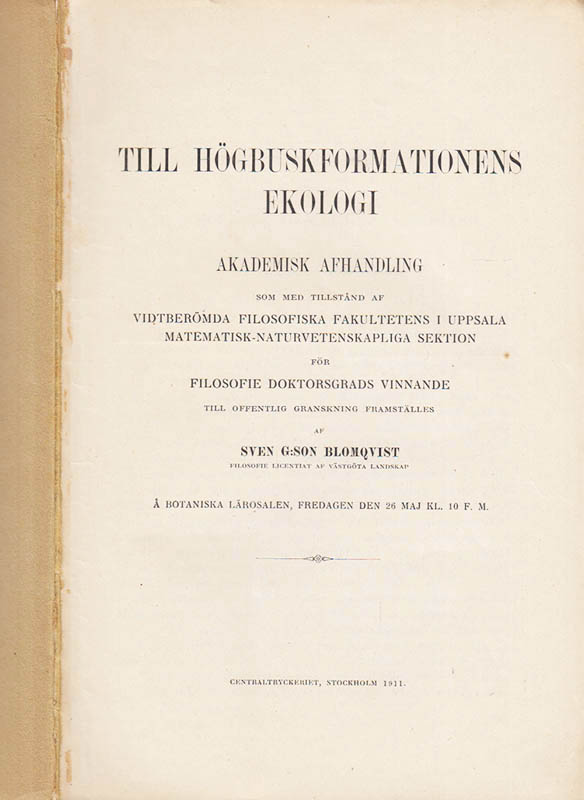 TILL HÖGBUSKFORMATIONENS
EKOLOGI
AKADEMISK AFHANDLING
SOM MED TILLSTÅND AF
VIDTBERÖMDA FILOSOFISKA FAKULTETENS I UPPSALA
MATEMATISK-NATURVETENSKAPLIGA SEKTION
FÖR
FILOSOFIE DOKTORSGRADS VINNANDE
TILL OFFENTLIG GRANSKNING FRAMSTÄLLES
AF
SVEN G:SON BLOMQVIST
FILOSOFIE LICENTIAT AF VÄSTGÖTA LANDSKAP
Å BOTANISKA LÄROSALEN, FREDAGEN DEN 26 MAJ KL. 10 F. M.
CENTRALTRYCKERIET, STOCKHOLM 1911.